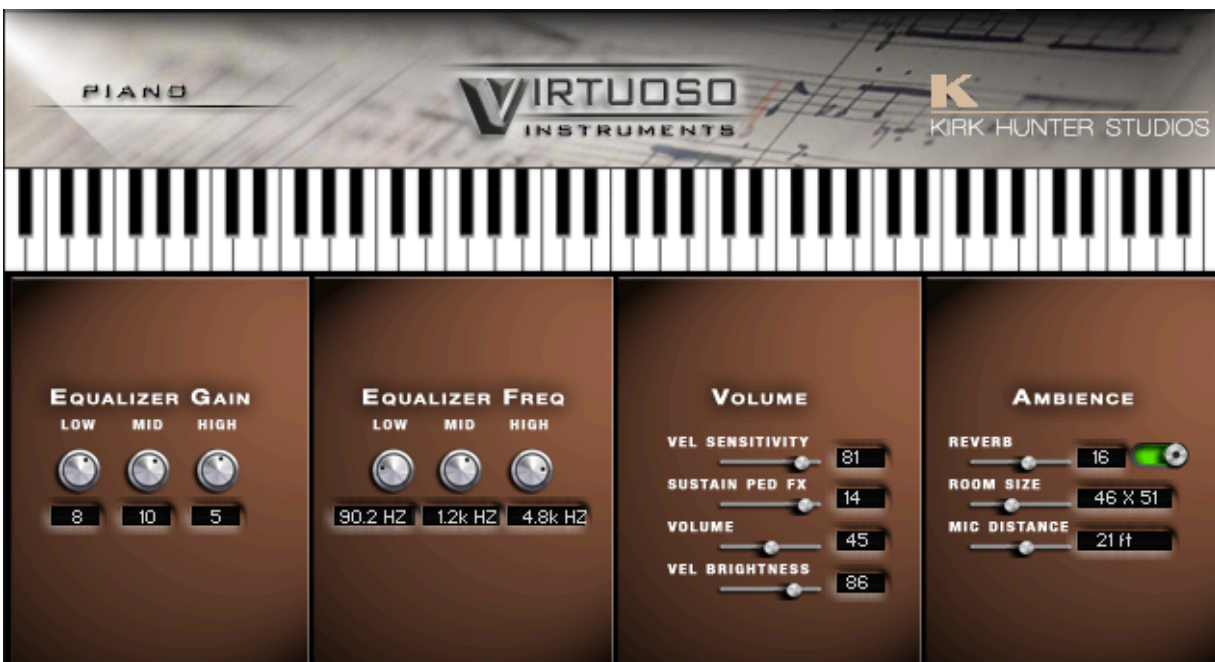 PIANO
VIRTUOSO
INSTRUMENTS
K
KIRK HUNTER STUDIOS
EQUALIZER GAIN
LOW MID HIGH
8 10 5
EQUALIZER FREQ
LOW MID HIGH
90.2 HZ 1.2k HZ 4.8k HZ
VOLUME
VEL SENSITIVITY
81
SUSTAIN PED FX
14
VOLUME
45
VEL BRIGHTNESS
86
AMBIENCE
REVERB
16
ROOM SIZE
46 X 51
MIC DISTANCE
21 ft